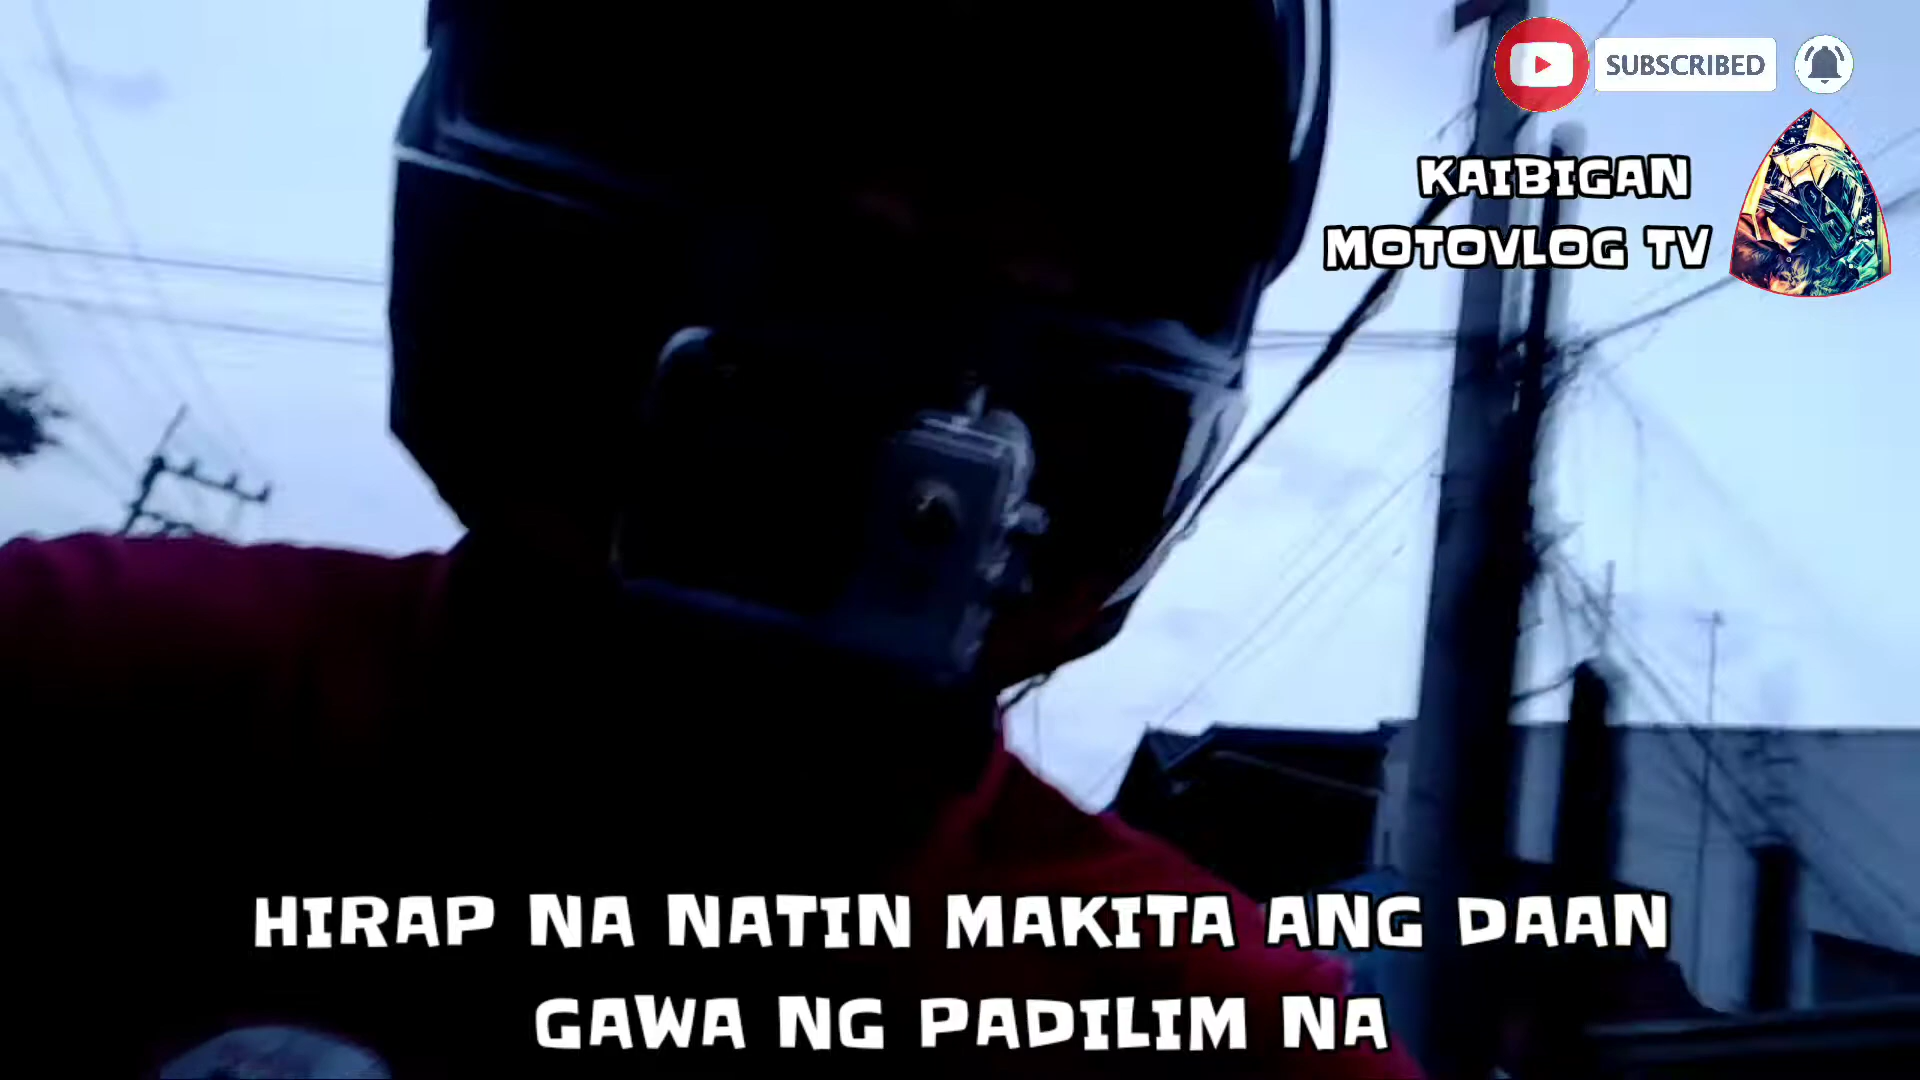 SUBSCRIBED
KAIBIGAN
MOTOVLOG TV
HIRAP NA NATIN MAKITA ANG DAAN
GAWA NG PADILIM NA